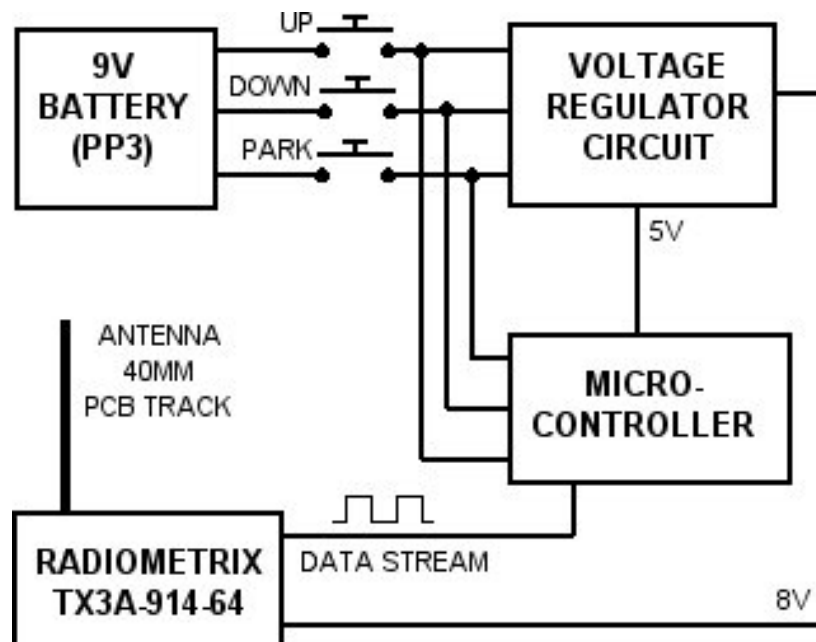 UP
9V
BATTERY
(PP3)
DOWN
PARK
VOLTAGE
REGULATOR
CIRCUIT
5V
ANTENNA
40MM
PCB TRACK
MICRO-
CONTROLLER
RADIOMETRIX
TX3A-914-64
DATA STREAM
8V